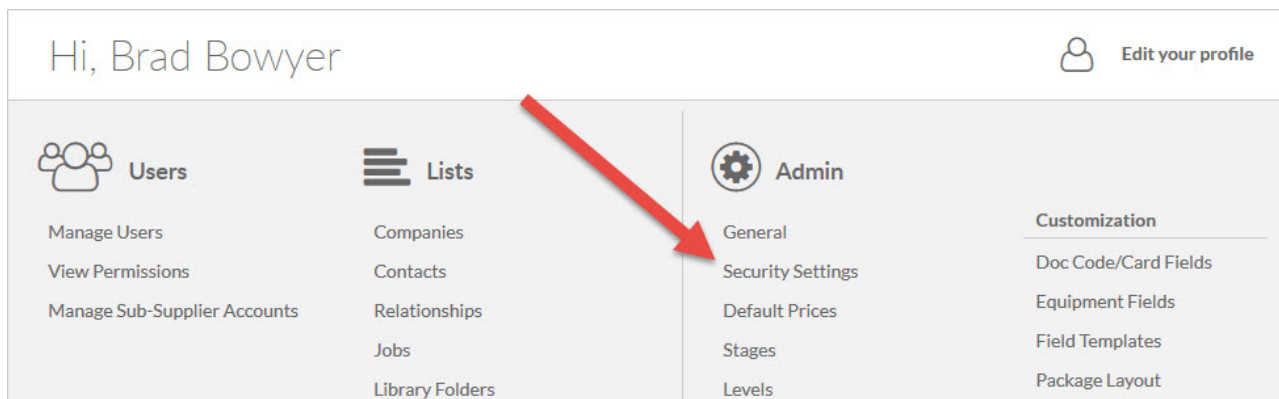 Hi, Brad Bowyer
Edit your profile
Users
Manage Users
View Permissions
Manage Sub-Supplier Accounts
Lists
Companies
Contacts
Relationships
Jobs
Library Folders
Admin
General
Security Settings
Default Prices
Stages
Levels
Customization
Doc Code/Card Fields
Equipment Fields
Field Templates
Package Layout